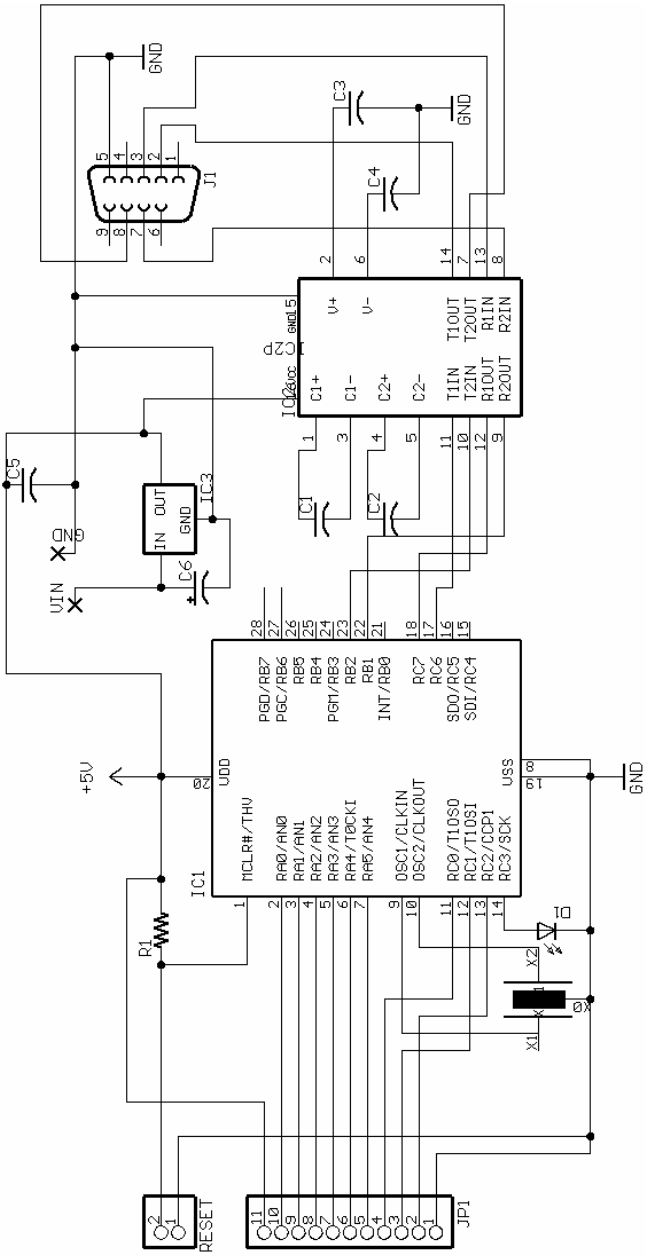 GND
5
4
3
2
1
J1
9
8
7
6
C3
GND
C4
2
6
14
7
13
8
GND15
V+
V-
T1OUT
T2OUT
R1IN
R2IN
IC2P
16VCC
C1+
C1-
C2+
C2-
T1IN
T2IN
R1OUT
R2OUT
1
3
4
5
11
10
12
9
C1
C2
C5
IN
OUT
GND
IC3
GND
VIN
C6
+
28
27
26
25
24
23
22
21
18
17
16
15
PGD/RB7
PGC/RB6
RB5
RB4
PGM/RB3
RB2
RB1
INT/RB0
RC7
RC6
SDO/RC5
SDI/RC4
+5V
20
VDD
VSS
8
19
GND
MCLR#/THV
RA0/AN0
RA1/AN1
RA2/AN2
RA3/AN3
RA4/T0CKI
RA5/AN4
OSC1/CLKIN
OSC2/CLKOUT
RC0/T1OSO
RC1/T1OSI
RC2/CCP1
RC3/SCK
IC1
1
2
3
4
5
6
7
9
10
11
12
13
14
R1
D1
X2
X1
X0
2
1
RESET
11
10
9
8
7
6
5
4
3
2
1
JP1